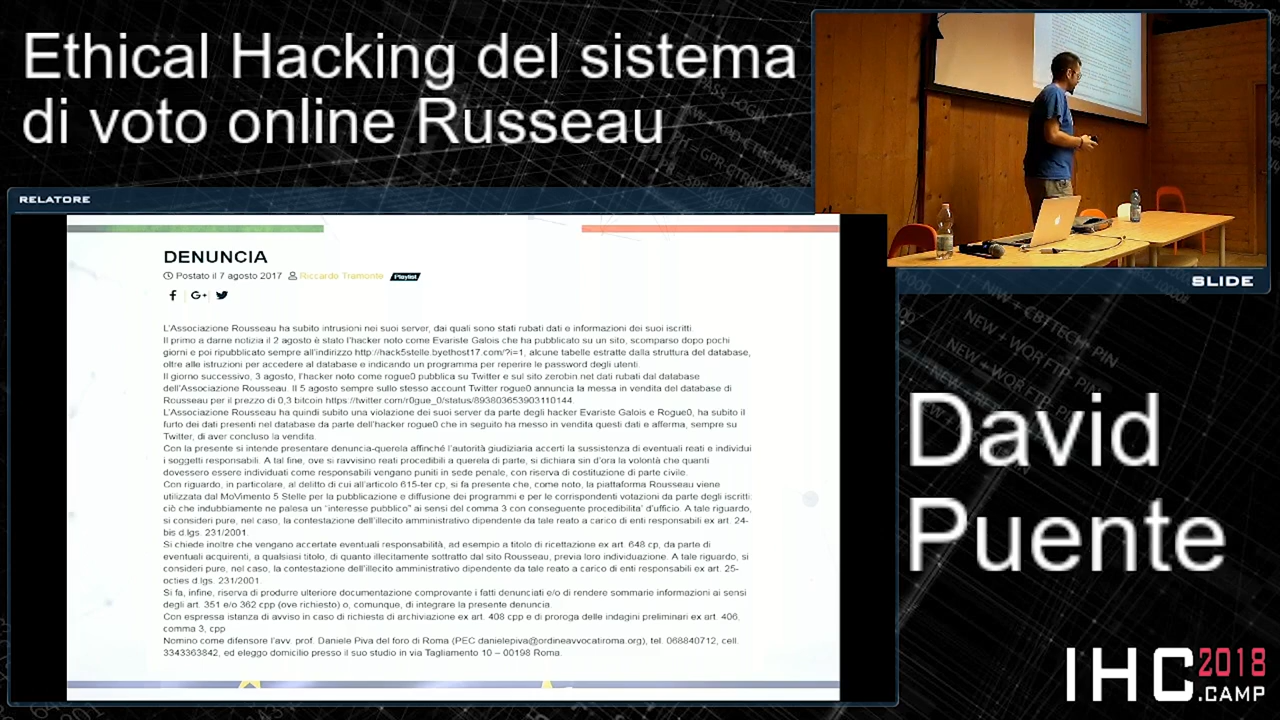 Ethical Hacking del sistema
di voto online Russeau
RELATORE
DENUNCIA
Postato il 7 agosto 2017 Riccardo Tramonte Playlist
G+
L'Associazione Rousseau ha subito intrusioni nei suoi server, dai quali sono stati rubati dati e informazioni dei suoi iscritti.
Il primo a darne notizia il 2 agosto è stato l'hacker noto come Evariste Galois che ha pubblicato su un sito, scomparso dopo pochi
giorni e poi ripubblicato sempre all'indirizzo http://hack5stelle.byethost17.com/?i=1, alcune tabelle estratte dalla struttura del database,
oltre alle istruzioni per accedere al database e indicando un programma per reperire le password degli utenti.
Il giorno successivo, 3 agosto, l'hacker noto come rogue0 pubblica su Twitter e sul sito zerobin net dati rubati dal database
dell'Associazione Rousseau. Il 5 agosto sempre sullo stesso account Twitter rogue0 annuncia la messa in vendita del database di
Rousseau per il prezzo di 0,3 bitcoin https://twitter.com/r0gue_0/status/893803653903110144.
L'Associazione Rousseau ha quindi subito una violazione dei suoi server da parte degli hacker Evariste Galois e Rogue0, ha subito il
furto dei dati presenti nel database da parte dell'hacker rogue0 che in seguito ha messo in vendita questi dati e afferma, sempre su
Twitter, di aver concluso la vendita.
Con la presente si intende presentare denuncia-querela affinché l'autorità giudiziaria accerti la sussistenza di eventuali reati e individui
i soggetti responsabili. A tal fine, ove si ravvisino reati procedibili a querela di parte, si dichiara sin d'ora la volontà che quanti
dovessero essere individuati come responsabili vengano puniti in sede penale, con riserva di costituzione di parte civile.
Con riguardo, in particolare, al delitto di cui all'articolo 615-ter cp, si fa presente che, come noto, la piattaforma Rousseau viene
utilizzata dal MoVimento 5 Stelle per la pubblicazione e diffusione dei programmi e per le corrispondenti votazioni da parte degli iscritti:
ciò che indubbiamente ne palesa un "interesse pubblico" ai sensi del comma 3 con conseguente procedibilita' d'ufficio. A tale riguardo,
si consideri pure, nel caso, la contestazione dell'illecito amministrativo dipendente da tale reato a carico di enti responsabili ex art. 24-
bis d.lgs. 231/2001.
Si chiede inoltre che vengano accertate eventuali responsabilità, ad esempio a titolo di ricettazione ex art. 648 cp, da parte di
eventuali acquirenti, a qualsiasi titolo, di quanto illecitamente sottratto dal sito Rousseau, previa loro individuazione. A tale riguardo, si
consideri pure, nel caso, la contestazione dell'illecito amministrativo dipendente da tale reato a carico di enti responsabili ex art. 25-
octies d.lgs. 231/2001.
Si fa, infine, riserva di produrre ulteriore documentazione comprovante i fatti denunciati e/o di rendere sommarie informazioni ai sensi
degli art. 351 e/o 362 cpp (ove richiesto) o, comunque, di integrare la presente denuncia.
Con espressa istanza di avviso in caso di richiesta di archiviazione ex art. 408 cpp e di proroga delle indagini preliminari ex art. 406,
comma 3, cpp
Nomino come difensore l'avv. prof. Daniele Piva del foro di Roma (PEC danielepiva@ordineavvocatiroma.org), tel. 068840712, cell.
3343363842, ed eleggo domicilio presso il suo studio in via Tagliamento 10 – 00198 Roma.
SLIDE
David
Puente
IHC 2018
.CAMP